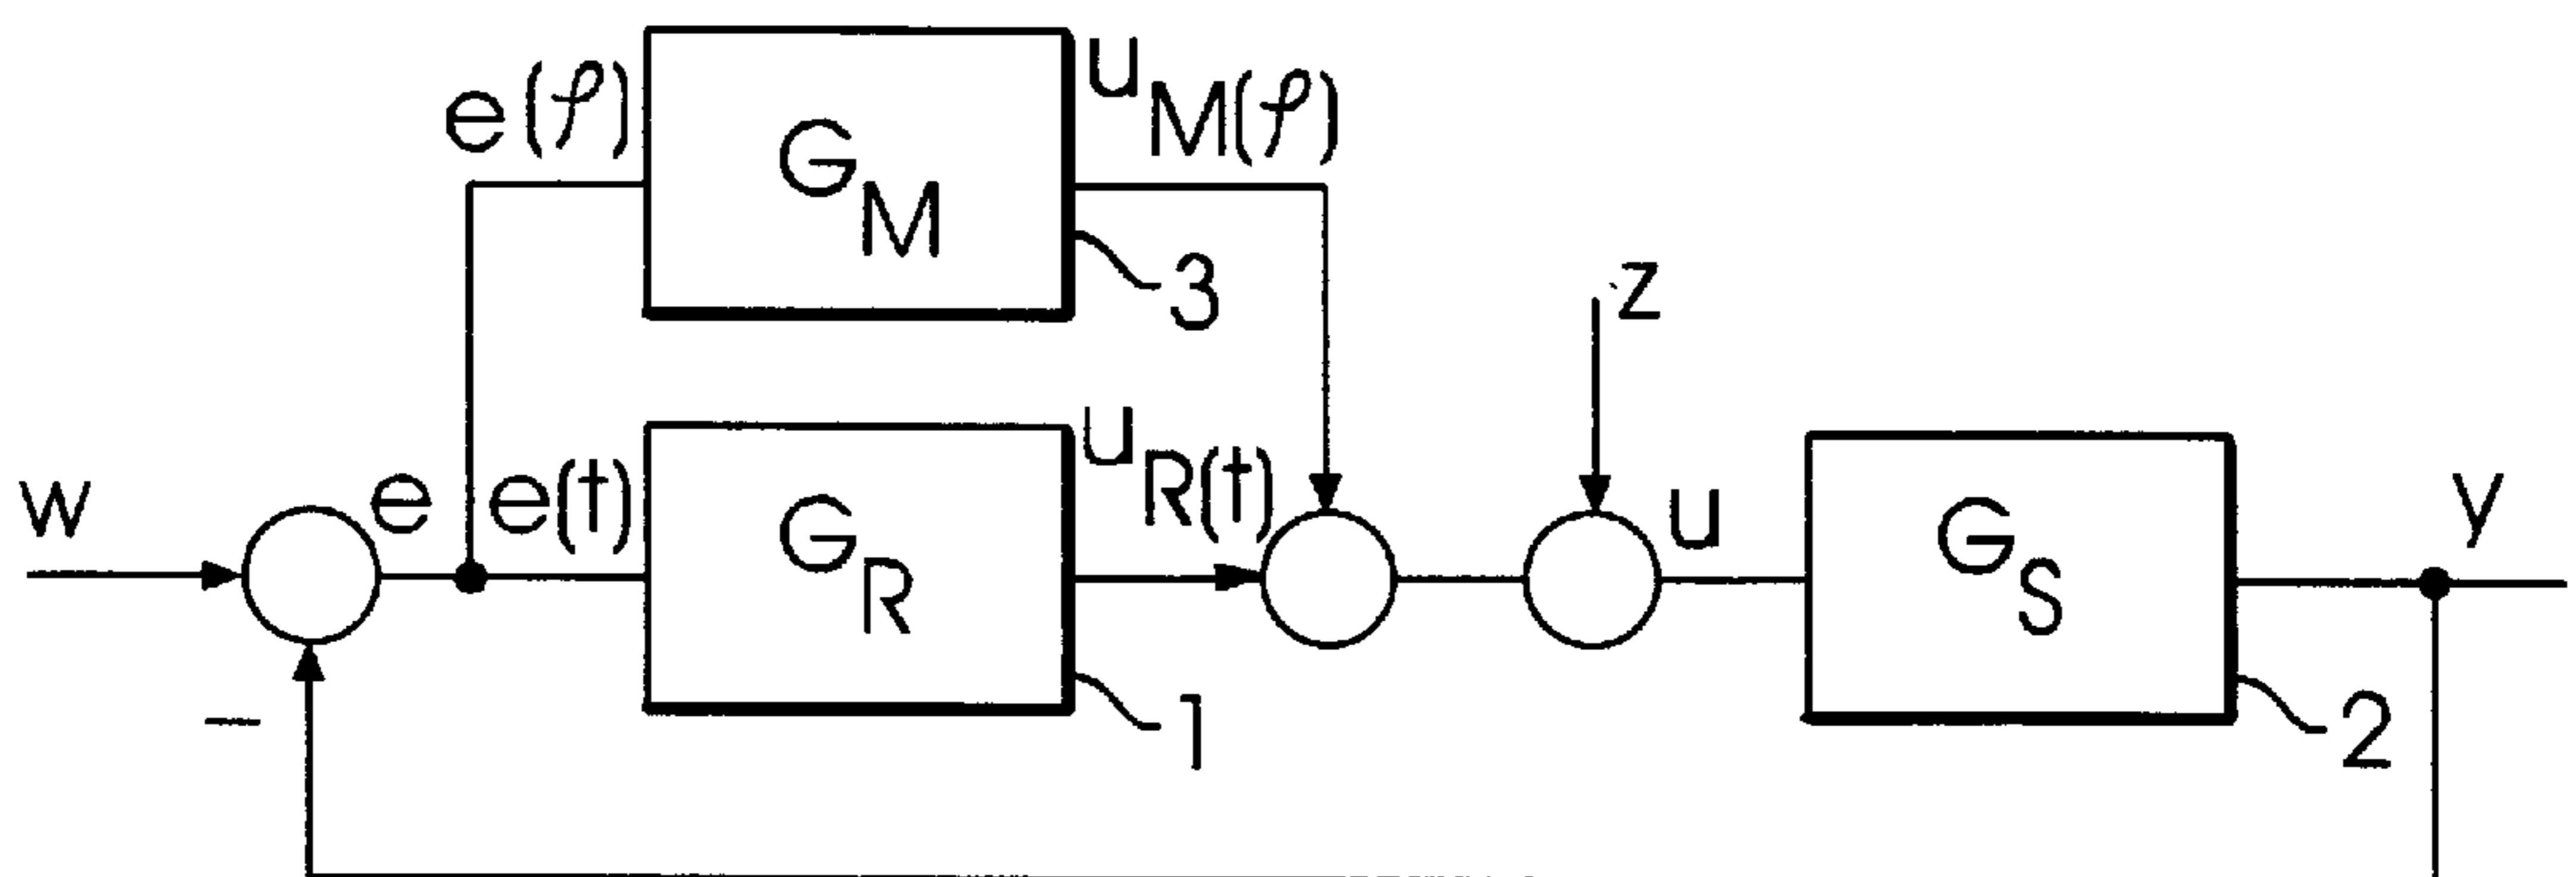 e(φ)
G_M
u_M(φ)
3
z
w
e
e(t)
G_R
u_R(t)
u
G_S
y
−
1
2